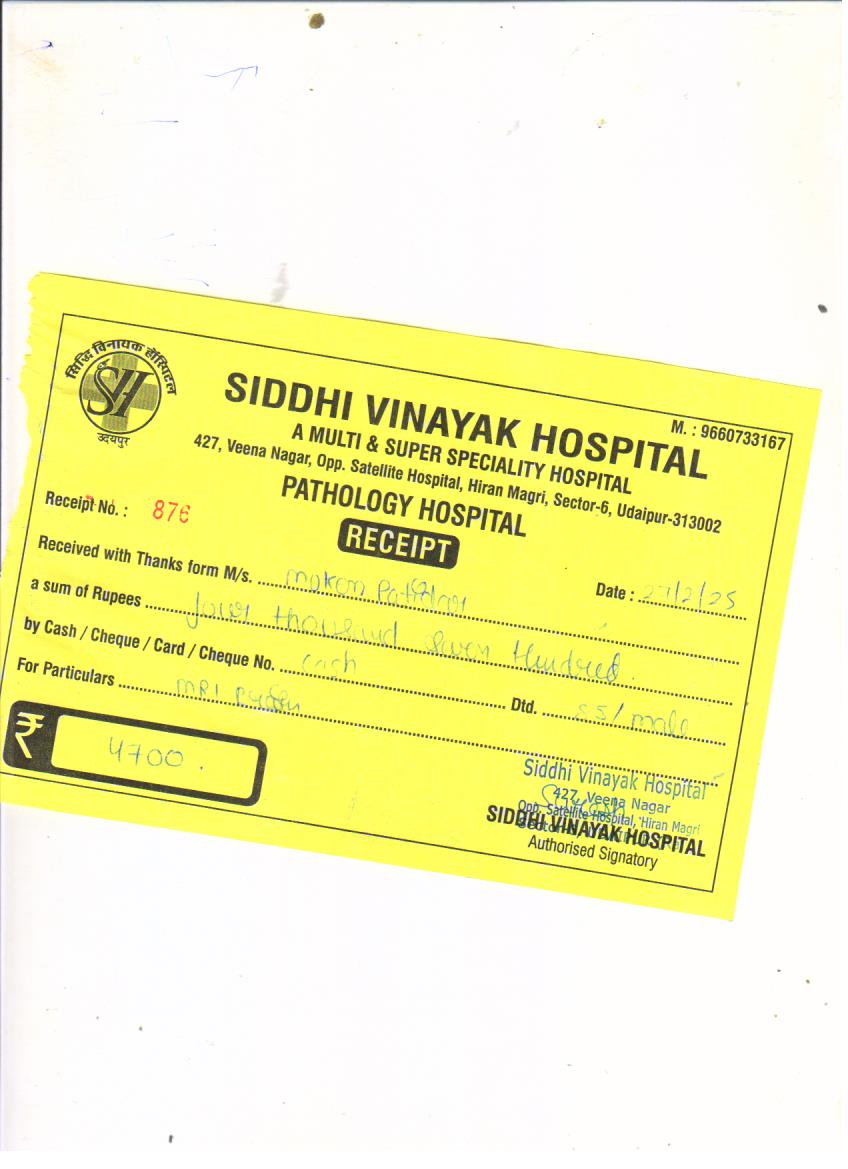 सिद्धि विनायक हॉस्पिटल
SH
उदयपुर
M. : 9660733167
SIDDHI VINAYAK HOSPITAL
A MULTI & SUPER SPECIALITY HOSPITAL
427, Veena Nagar, Opp. Satellite Hospital, Hiran Magri, Sector-6, Udaipur-313002
PATHOLOGY HOSPITAL
Receipt No. : 876
RECEIPT
Date : 27/2/25
Received with Thanks form M/s. Patidar
a sum of Rupees four thousand seven Hundred.
by Cash / Cheque / Card / Cheque No. cash
Dtd. 55/male
For Particulars MRI
₹ 4700.
Siddhi Vinayak Hospital
427, Veena Nagar
Opp. Satellite Hospital, Hiran Magri
SIDDHI VINAYAK HOSPITAL
Authorised Signatory